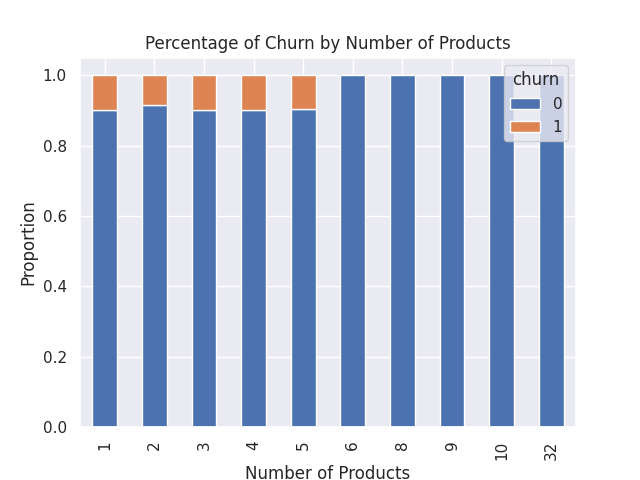 Percentage of Churn by Number of Products
churn
0
1
1.0
0.8
0.6
0.4
0.2
0.0
Proportion
1 2 3 4 5 6 8 9 10 32
Number of Products